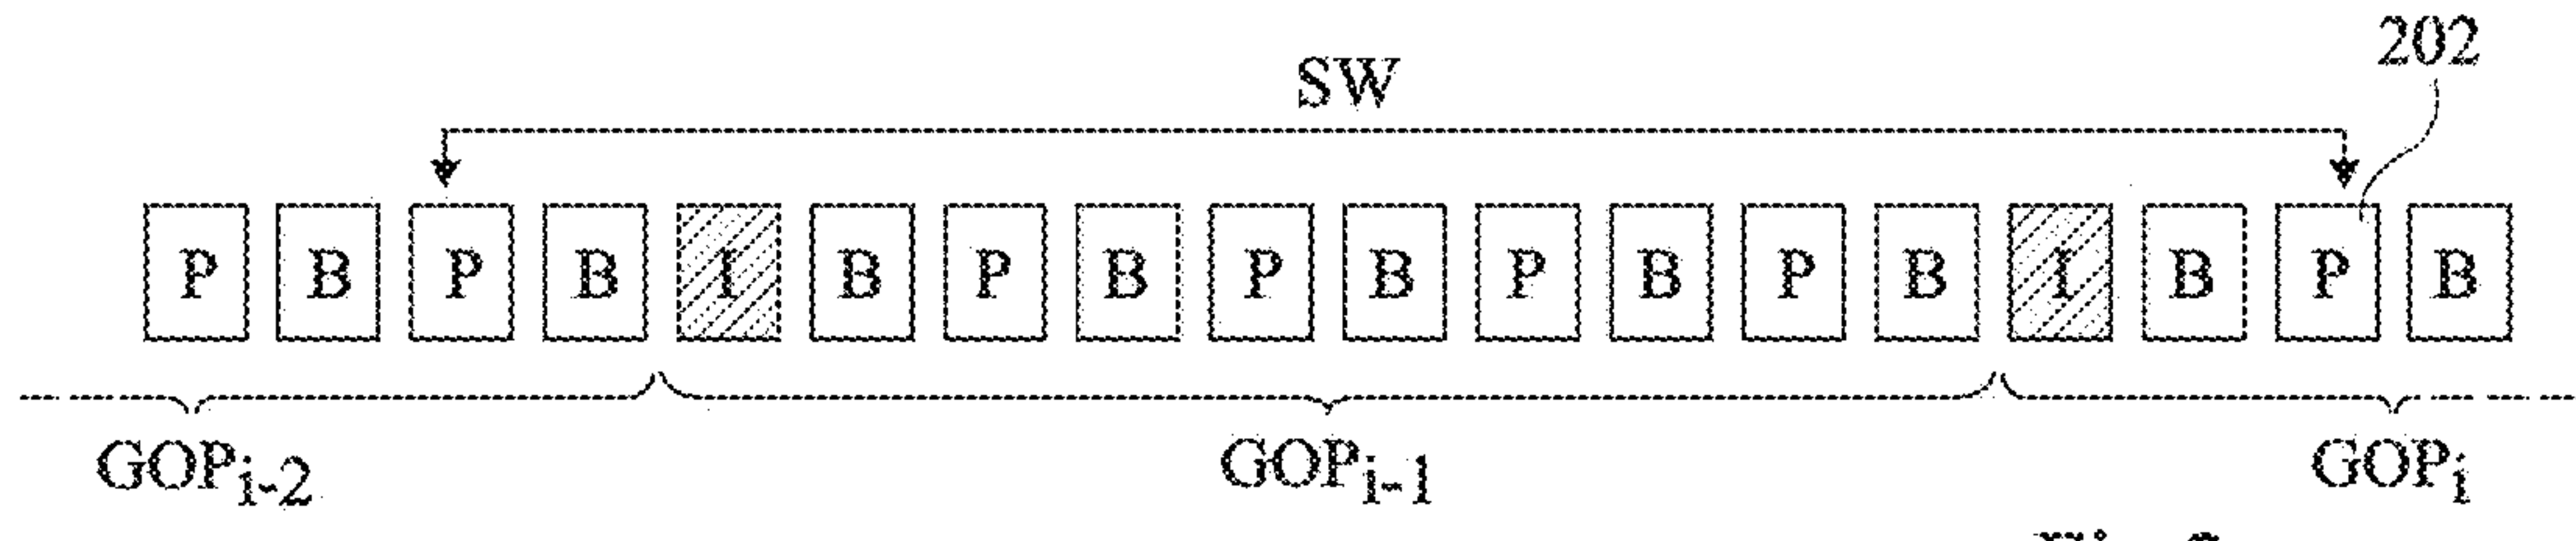 202
SW
P B P B I B P B P B P B P B I B P B
GOPi-2 GOPi-1 GOPi